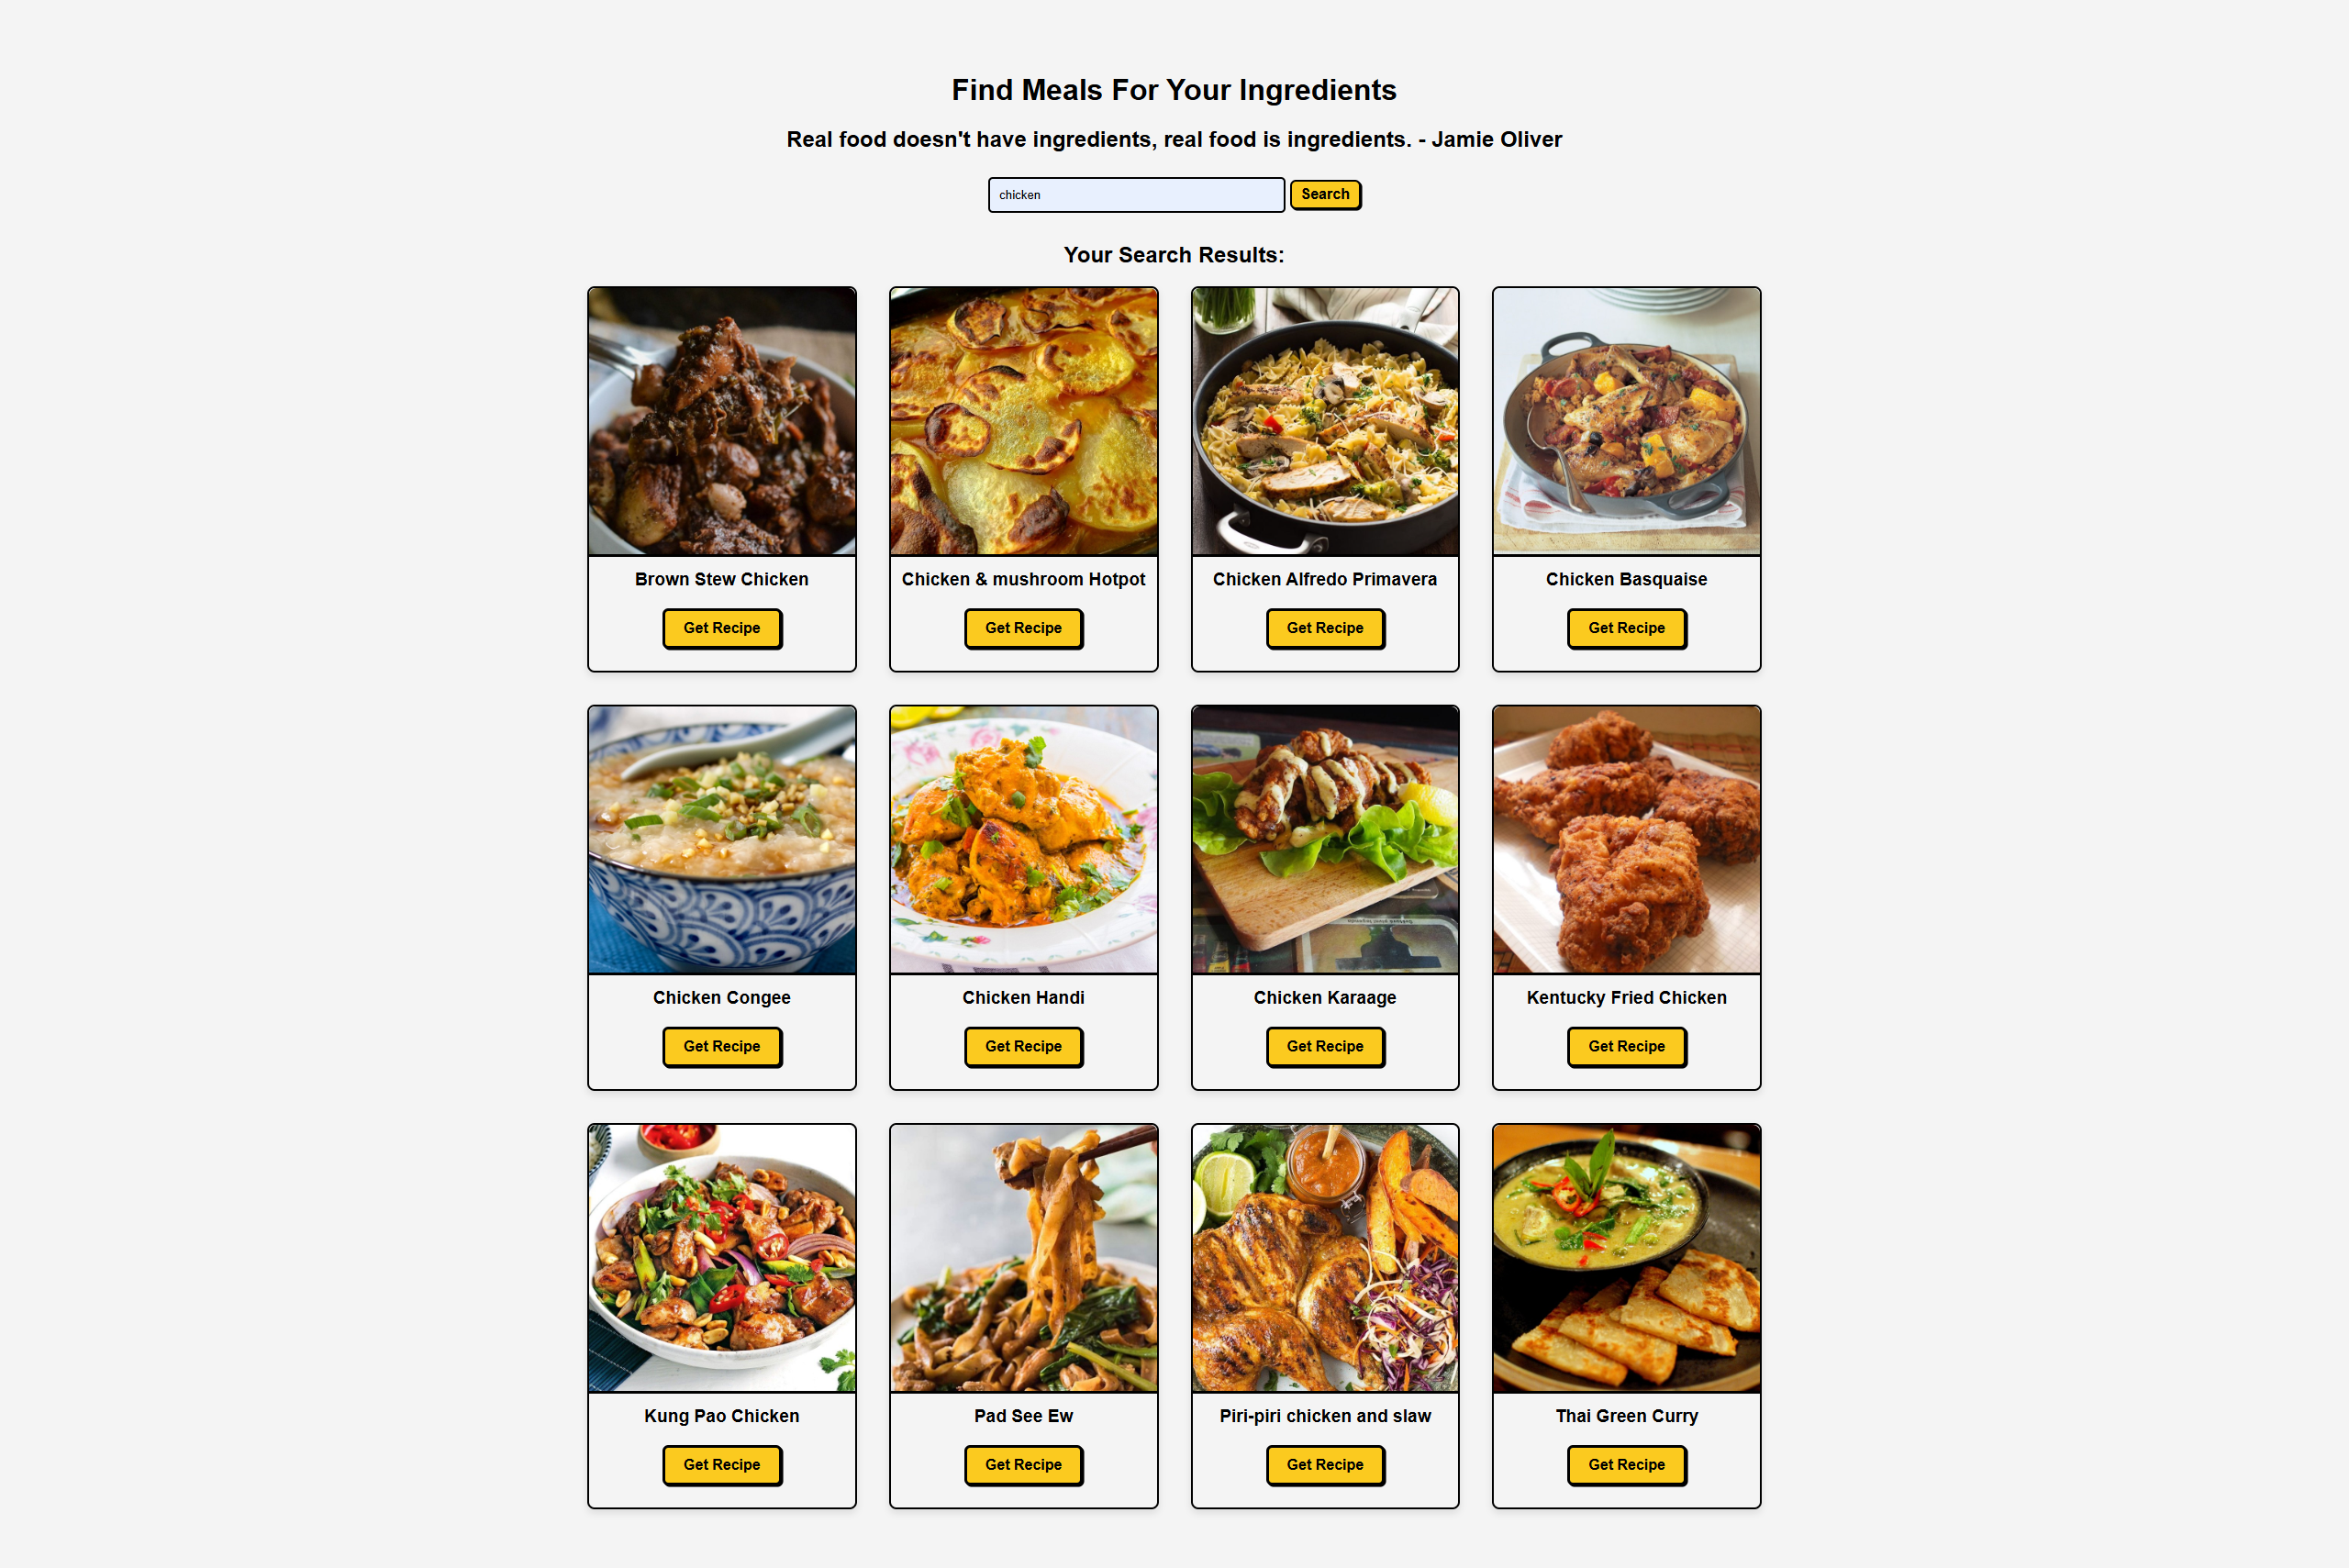 Find Meals For Your Ingredients
Real food doesn't have ingredients, real food is ingredients. - Jamie Oliver
chicken
Search
Your Search Results:
Brown Stew Chicken
Chicken & mushroom Hotpot
Chicken Alfredo Primavera
Chicken Basquaise
Get Recipe
Get Recipe
Get Recipe
Get Recipe
Chicken Congee
Chicken Handi
Chicken Karaage
Kentucky Fried Chicken
Get Recipe
Get Recipe
Get Recipe
Get Recipe
Kung Pao Chicken
Pad See Ew
Piri-piri chicken and slaw
Thai Green Curry
Get Recipe
Get Recipe
Get Recipe
Get Recipe